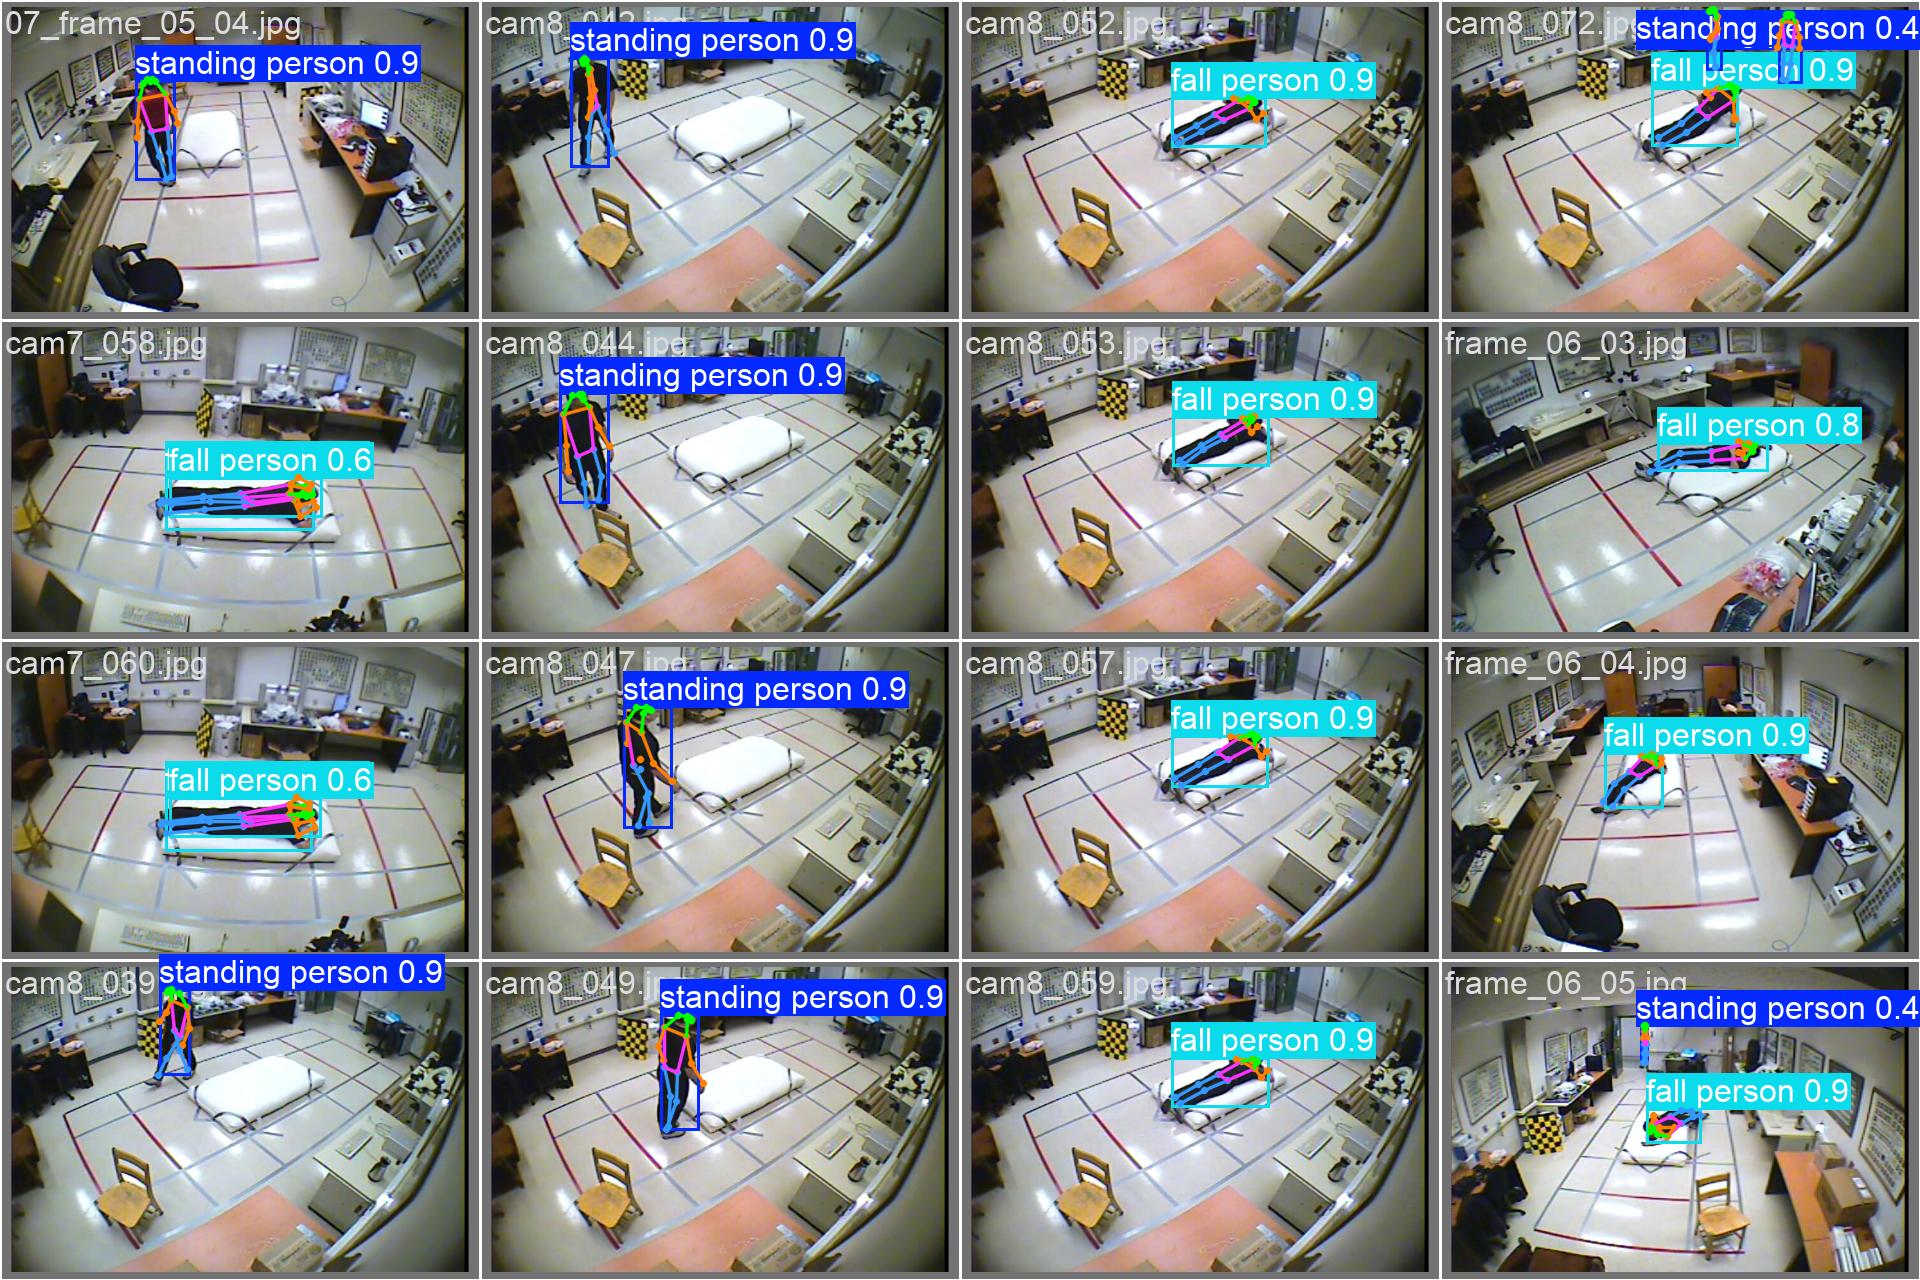 07_frame_05_04.jpg
standing person 0.9
cam8_042
standing person 0.9
cam8_052.jpg
fall person 0.9
cam8_072.jpg
standing person 0.4
fall person 0.9
cam7_058.jpg
fall person 0.6
cam8_044.jpg
standing person 0.9
cam8_053.jpg
fall person 0.9
frame_06_03.jpg
fall person 0.8
cam7_060.jpg
fall person 0.6
cam8_047.jpg
standing person 0.9
cam8_057.jpg
fall person 0.9
frame_06_04.jpg
fall person 0.9
cam8_039
standing person 0.9
cam8_049.jpg
standing person 0.9
cam8_059.jpg
fall person 0.9
frame_06_05.jpg
standing person 0.4
fall person 0.9